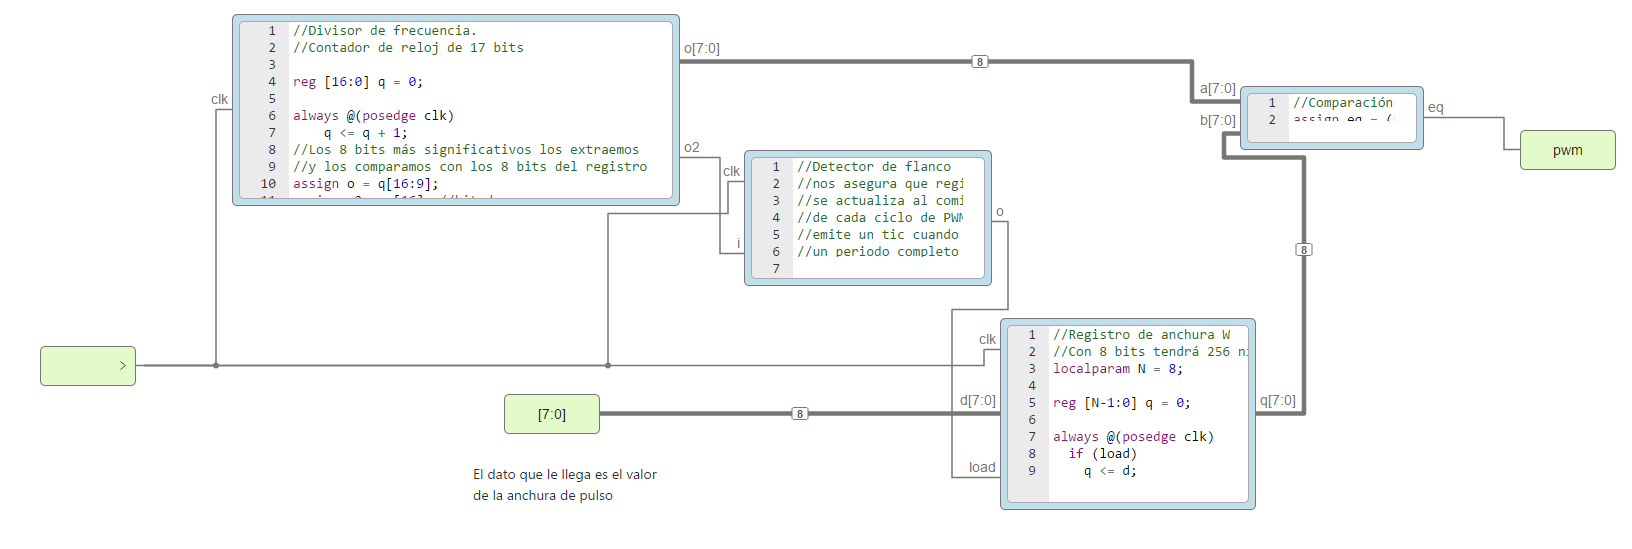 clk
1 //Divisor de frecuencia.
2 //Contador de reloj de 17 bits
3
4 reg [16:0] q = 0;
5
6 always @(posedge clk)
7 q <= q + 1;
8 //Los 8 bits más significativos los extraemos
9 //y los comparamos con los 8 bits del registro
10 assign o = q[16:9];
o[7:0]
8
o2
clk
i
1 //Detector de flanco
2 //nos asegura que regi
3 //se actualiza al comi
4 //de cada ciclo de PWM
5 //emite un tic cuando
6 //un periodo completo
7
o
a[7:0]
b[7:0]
1 //Comparación
2 assign eq = (
eq
pwm
8
>
[7:0]
8
El dato que le llega es el valor
de la anchura de pulso
clk
d[7:0]
load
1 //Registro de anchura W
2 //Con 8 bits tendrá 256 ni
3 localparam N = 8;
4
5 reg [N-1:0] q = 0;
6
7 always @(posedge clk)
8 if (load)
9 q <= d;
q[7:0]